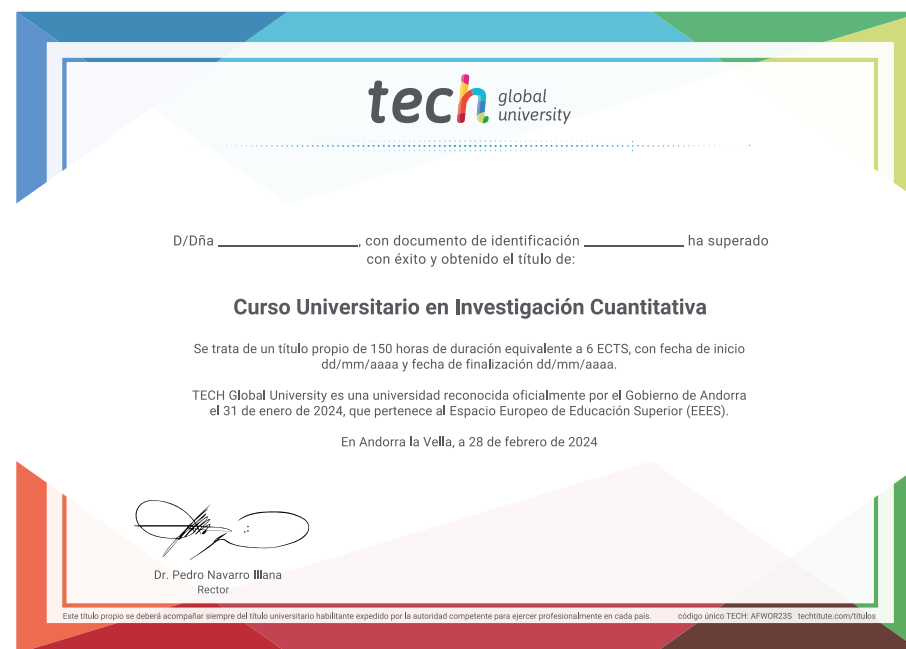 tech global university
D/Dña ____________________, con documento de identificación ______________ ha superado
con éxito y obtenido el título de:
Curso Universitario en Investigación Cuantitativa
Se trata de un título propio de 150 horas de duración equivalente a 6 ECTS, con fecha de inicio
dd/mm/aaaa y fecha de finalización dd/mm/aaaa.
TECH Global University es una universidad reconocida oficialmente por el Gobierno de Andorra
el 31 de enero de 2024, que pertenece al Espacio Europeo de Educación Superior (EEES).
En Andorra la Vella, a 28 de febrero de 2024
Dr. Pedro Navarro Illana
Rector
Este título propio se deberá acompañar siempre del título universitario habilitante expedido por la autoridad competente para ejercer profesionalmente en cada país. código único TECH: AFWOR23S techtitute.com/titulos